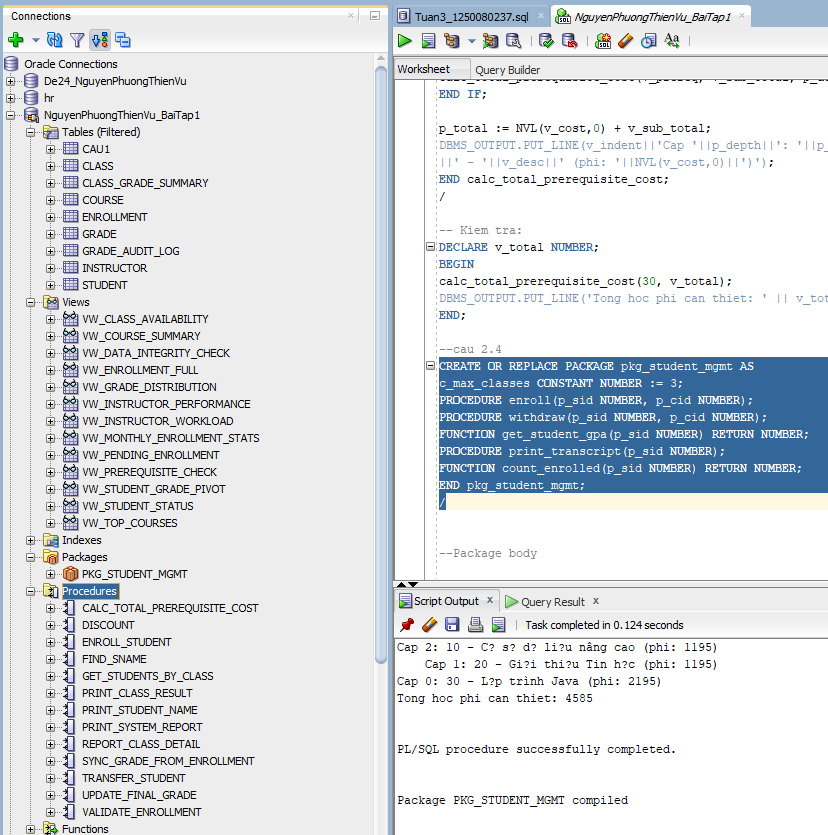 Connections
Oracle Connections
De24_NguyenPhuongThienVu
hr
NguyenPhuongThienVu_BaiTap1
Tables (Filtered)
CAU1
CLASS
CLASS_GRADE_SUMMARY
COURSE
ENROLLMENT
GRADE
GRADE_AUDIT_LOG
INSTRUCTOR
STUDENT
Views
VW_CLASS_AVAILABILITY
VW_COURSE_SUMMARY
VW_DATA_INTEGRITY_CHECK
VW_ENROLLMENT_FULL
VW_GRADE_DISTRIBUTION
VW_INSTRUCTOR_PERFORMANCE
VW_INSTRUCTOR_WORKLOAD
VW_MONTHLY_ENROLLMENT_STATS
VW_PENDING_ENROLLMENT
VW_PREREQUISITE_CHECK
VW_STUDENT_GRADE_PIVOT
VW_STUDENT_STATUS
VW_TOP_COURSES
Indexes
Packages
PKG_STUDENT_MGMT
Procedures
CALC_TOTAL_PREREQUISITE_COST
DISCOUNT
ENROLL_STUDENT
FIND_SNAME
GET_STUDENTS_BY_CLASS
PRINT_CLASS_RESULT
PRINT_STUDENT_NAME
PRINT_SYSTEM_REPORT
REPORT_CLASS_DETAIL
SYNC_GRADE_FROM_ENROLLMENT
TRANSFER_STUDENT
UPDATE_FINAL_GRADE
VALIDATE_ENROLLMENT
Functions
Tuan3_1250080237.sql
NguyenPhuongThienVu_BaiTap1
Worksheet Query Builder
END IF;
p_total := NVL(v_cost,0) + v_sub_total;
DBMS_OUTPUT.PUT_LINE(v_indent||'Cap '||p_depth||': '||p_
||' - '||v_desc||' (phi: '||NVL(v_cost,0)||')');
END calc_total_prerequisite_cost;
/
-- Kiem tra:
DECLARE v_total NUMBER;
BEGIN
calc_total_prerequisite_cost(30, v_total);
DBMS_OUTPUT.PUT_LINE('Tong hoc phi can thiet: ' || v_tot
END;
--cau 2.4
CREATE OR REPLACE PACKAGE pkg_student_mgmt AS
c_max_classes CONSTANT NUMBER := 3;
PROCEDURE enroll(p_sid NUMBER, p_cid NUMBER);
PROCEDURE withdraw(p_sid NUMBER, p_cid NUMBER);
FUNCTION get_student_gpa(p_sid NUMBER) RETURN NUMBER;
PROCEDURE print_transcript(p_sid NUMBER);
FUNCTION count_enrolled(p_sid NUMBER) RETURN NUMBER;
END pkg_student_mgmt;
/
--Package body
Script Output x Query Result x
Task completed in 0.124 seconds
Cap 2: 10 - C? s? d? li?u nâng cao (phi: 1195)
Cap 1: 20 - Gi?i thi?u Tin h?c (phi: 1195)
Cap 0: 30 - L?p trình Java (phi: 2195)
Tong hoc phi can thiet: 4585
PL/SQL procedure successfully completed.
Package PKG_STUDENT_MGMT compiled